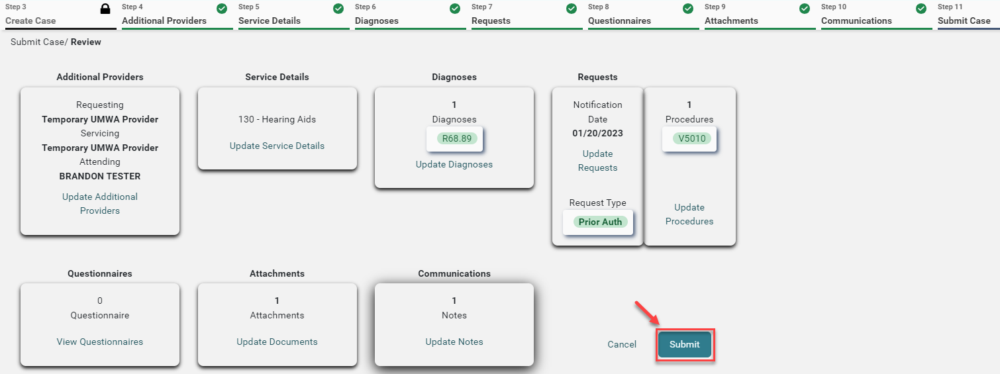 Step 3
Create Case
Step 4
Additional Providers
Step 5
Service Details
Step 6
Diagnoses
Step 7
Requests
Step 8
Questionnaires
Step 9
Attachments
Step 10
Communications
Step 11
Submit Case
Submit Case/ Review
Additional Providers
Requesting
Temporary UMWA Provider
Servicing
Temporary UMWA Provider
Attending
BRANDON TESTER
Update Additional
Providers
Service Details
130 - Hearing Aids
Update Service Details
Diagnoses
1
Diagnoses
R68.89
Update Diagnoses
Requests
Notification
Date
01/20/2023
Update
Requests
Request Type
Prior Auth
1
Procedures
V5010
Update
Procedures
Questionnaires
0
Questionnaire
View Questionnaires
Attachments
1
Attachments
Update Documents
Communications
1
Notes
Update Notes
Cancel
Submit